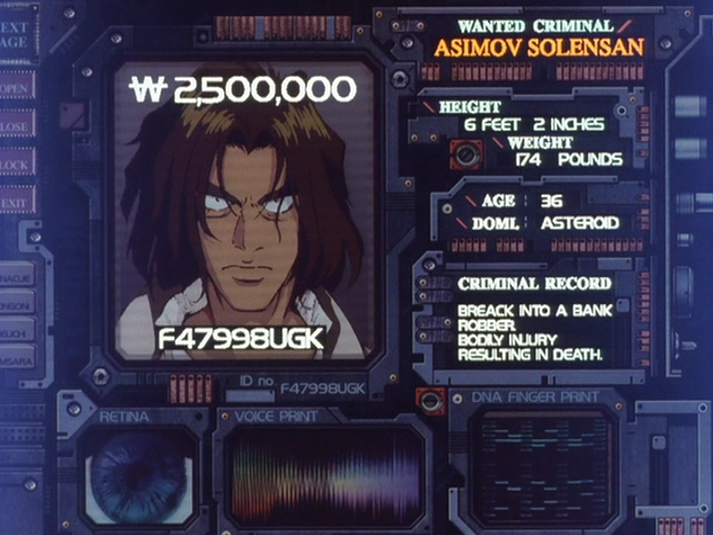 EXT
AGE
OPEN
LOSE
LOCK
EXIT
₩ 2,500,000
F47998UGK
WANTED CRIMINAL
ASIMOV SOLENSAN
HEIGHT
6 FEET 2 INCHES
WEIGHT
174 POUNDS
AGE : 36
DOML : ASTEROID
CRIMINAL RECORD
BREACK INTO A BANK
ROBBER.
BODILY INJURY
RESULTING IN DEATH.
ID no F47998UGK
RETINA
VOICE PRINT
DNA FINGER PRINT